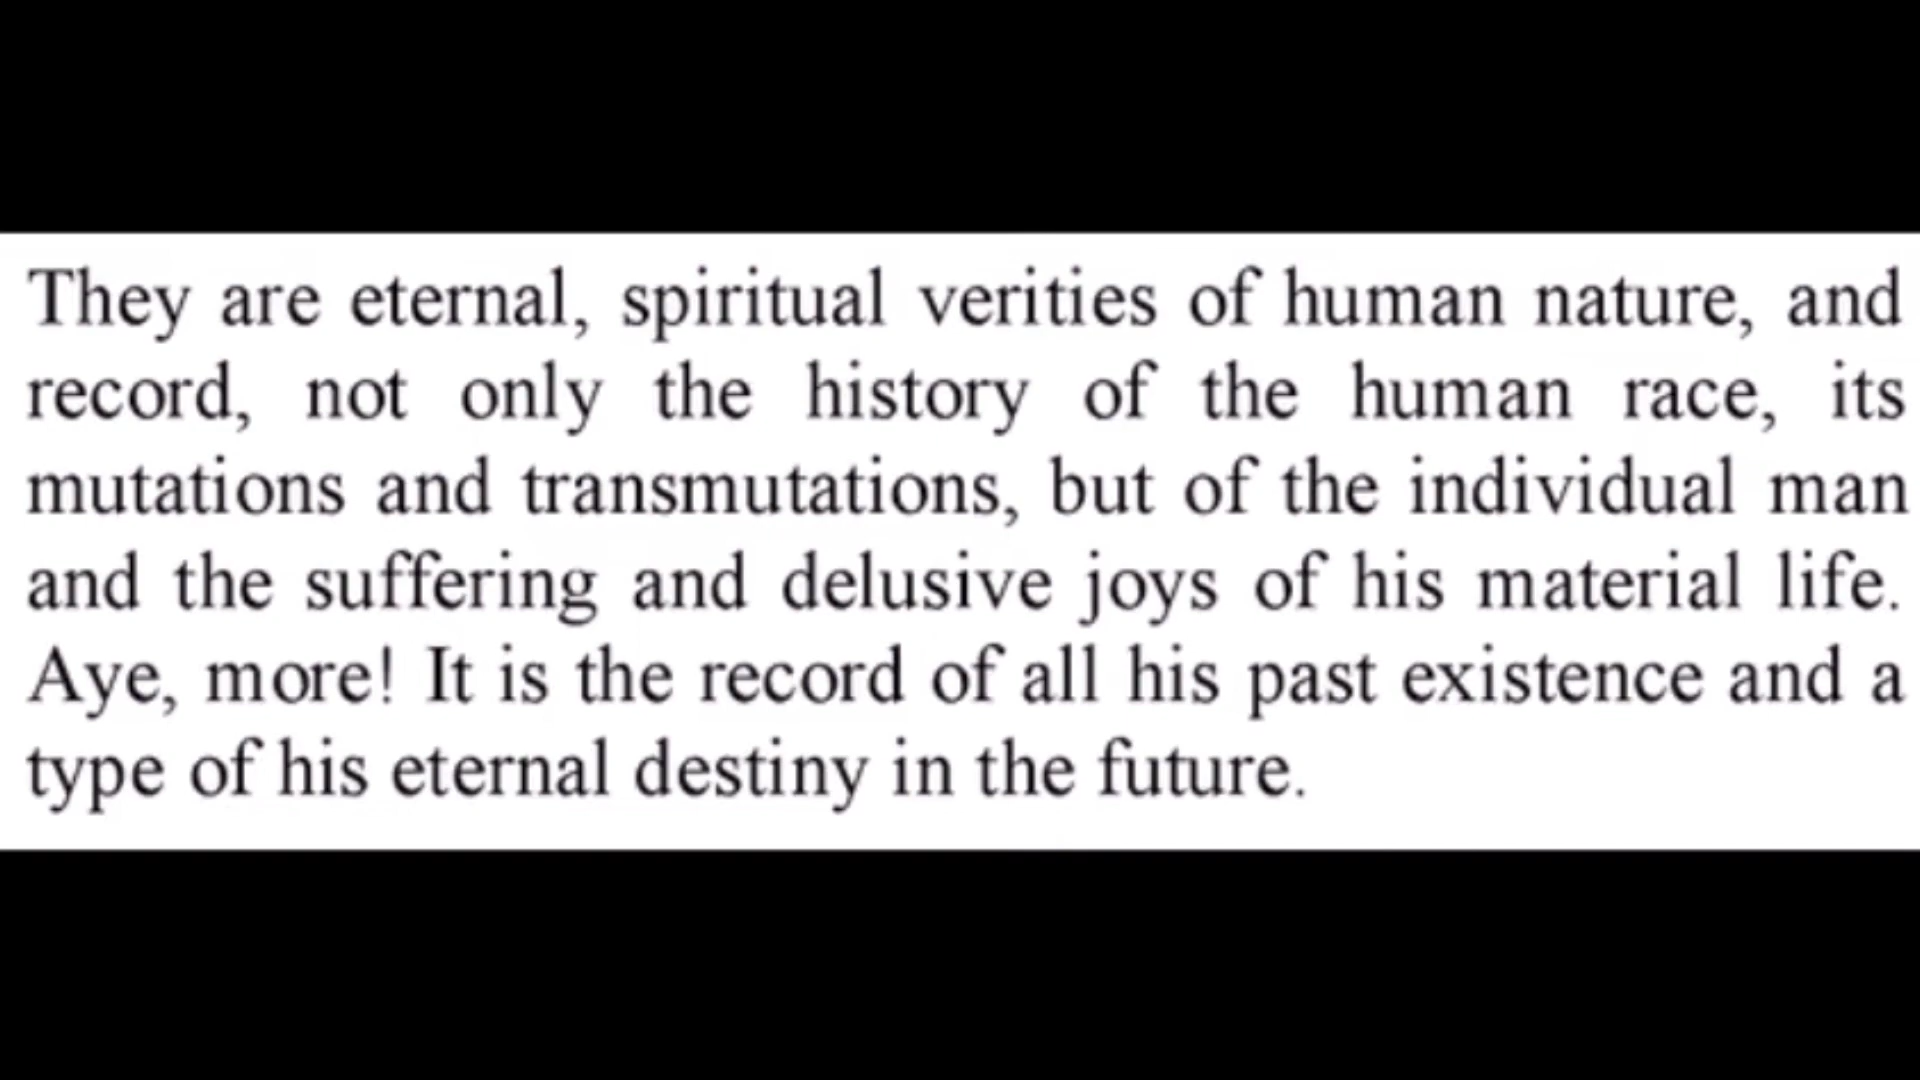 They are eternal, spiritual verities of human nature, and
record, not only the history of the human race, its
mutations and transmutations, but of the individual man
and the suffering and delusive joys of his material life.
Aye, more! It is the record of all his past existence and a
type of his eternal destiny in the future.